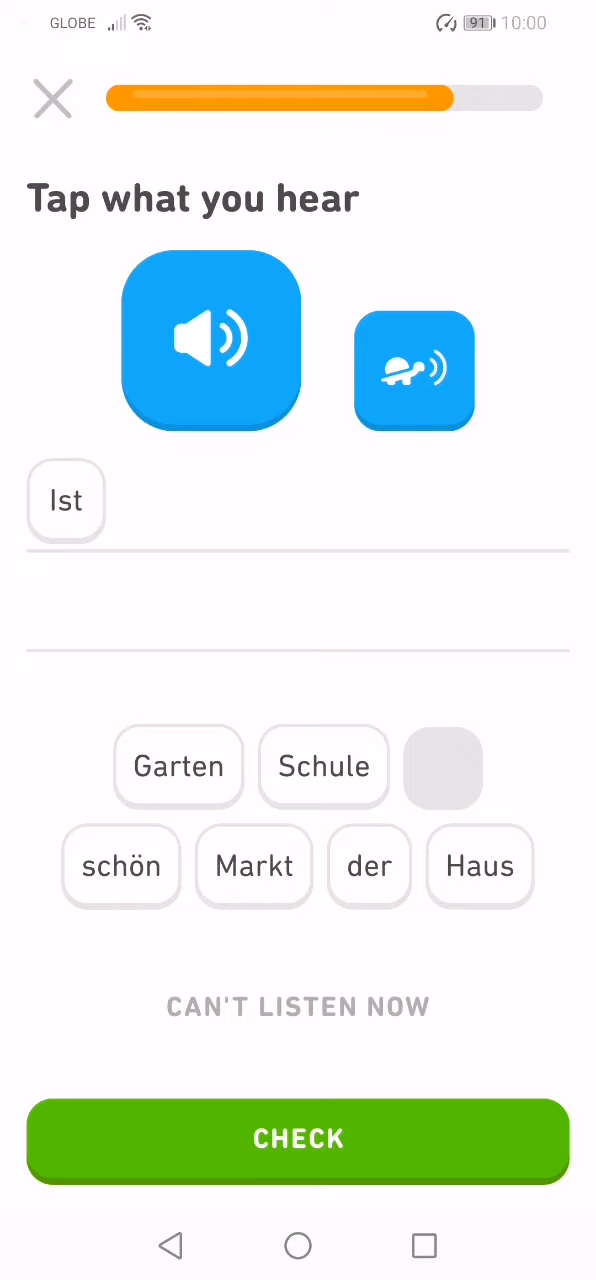 GLOBE 91 10:00
Tap what you hear
Ist
Garten Schule
schön Markt der Haus
CAN'T LISTEN NOW
CHECK